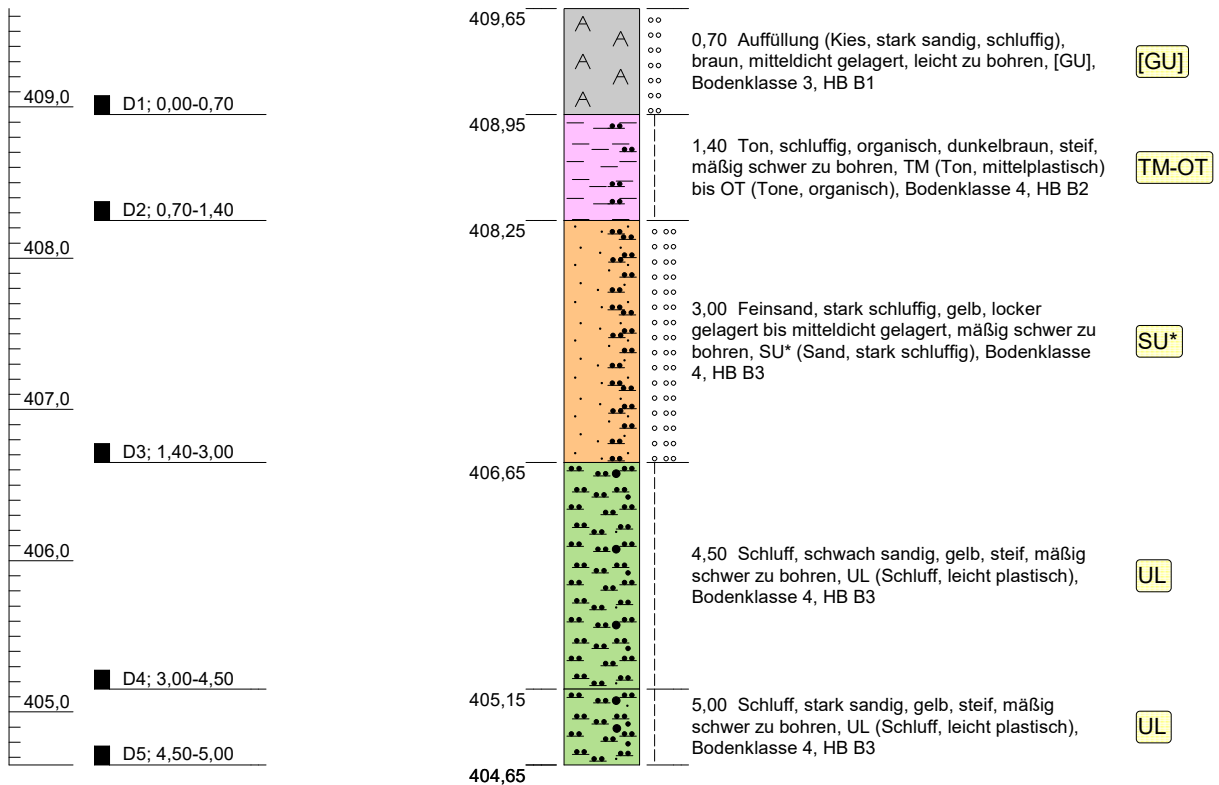 409,65
0,70 Auffüllung (Kies, stark sandig, schluffig),
braun, mitteldicht gelagert, leicht zu bohren, [GU],
Bodenklasse 3, HB B1
[GU]
409,0
D1; 0,00-0,70
408,95
1,40 Ton, schluffig, organisch, dunkelbraun, steif,
mäßig schwer zu bohren, TM (Ton, mittelplastisch)
bis OT (Tone, organisch), Bodenklasse 4, HB B2
TM-OT
D2; 0,70-1,40
408,25
408,0
3,00 Feinsand, stark schluffig, gelb, locker
gelagert bis mitteldicht gelagert, mäßig schwer zu
bohren, SU* (Sand, stark schluffig), Bodenklasse
4, HB B3
SU*
407,0
D3; 1,40-3,00
406,65
406,0
4,50 Schluff, schwach sandig, gelb, steif, mäßig
schwer zu bohren, UL (Schluff, leicht plastisch),
Bodenklasse 4, HB B3
UL
D4; 3,00-4,50
405,15
405,0
5,00 Schluff, stark sandig, gelb, steif, mäßig
schwer zu bohren, UL (Schluff, leicht plastisch),
Bodenklasse 4, HB B3
UL
D5; 4,50-5,00
404,65